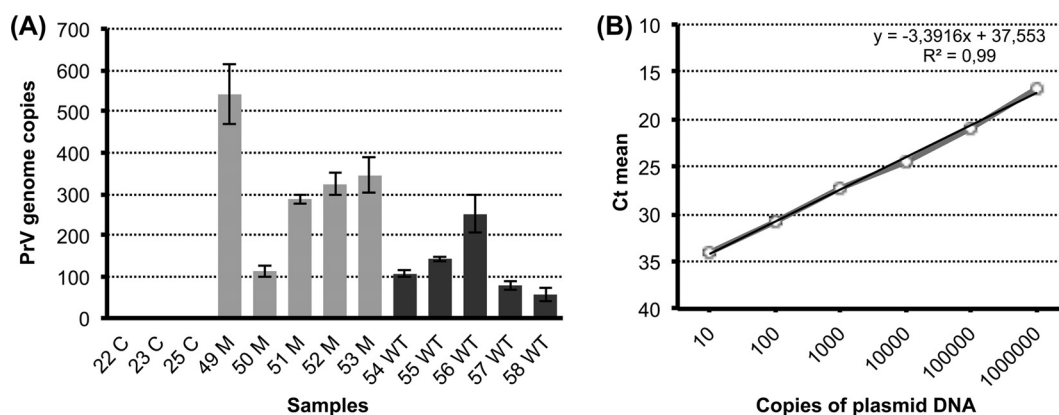 (A)
PrV genome copies
700
600
500
400
300
200
100
0
22 C
23 C
25 C
49 M
50 M
51 M
52 M
53 M
54 WT
55 WT
56 WT
57 WT
58 WT
Samples
(B)
y = -3,3916x + 37,553
R² = 0,99
Ct mean
10
15
20
25
30
35
40
10
100
1000
10000
100000
1000000
Copies of plasmid DNA